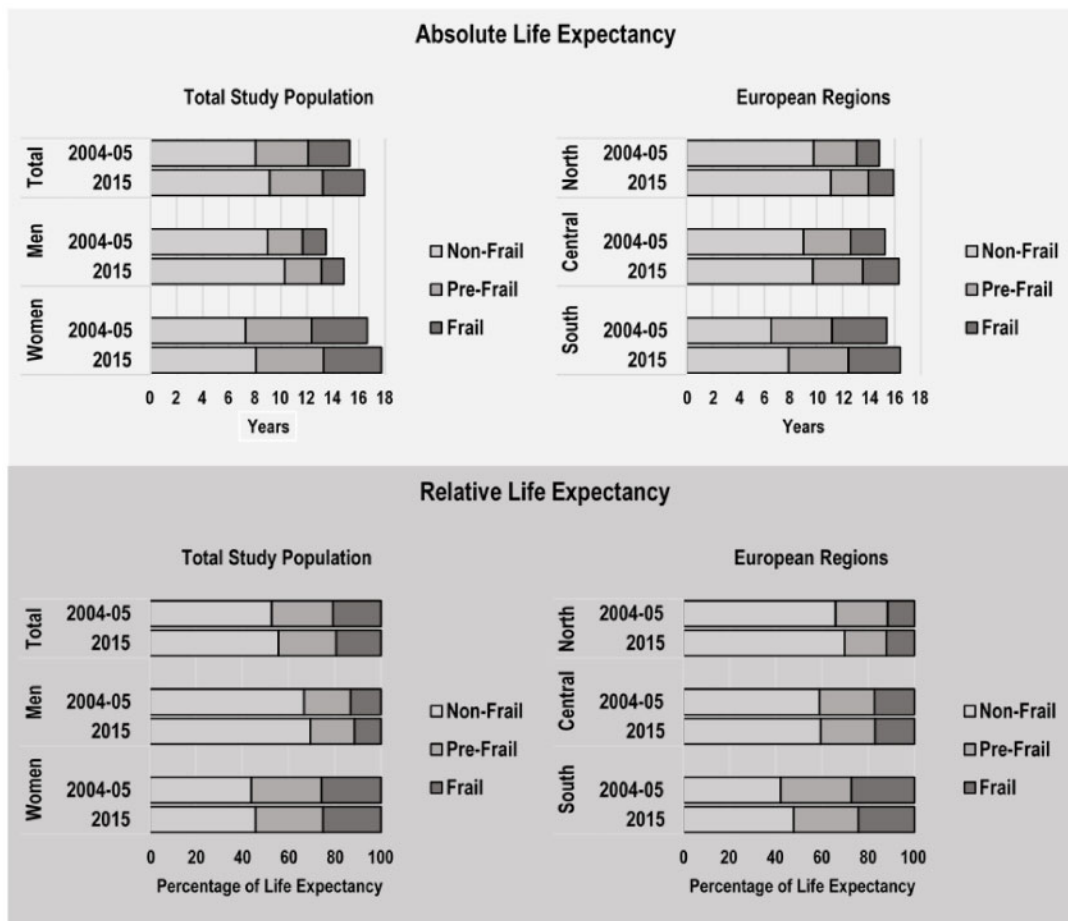 Absolute Life Expectancy
Total Study Population
Total
2004-05
2015
Men
2004-05
2015
Women
2004-05
2015
0 2 4 6 8 10 12 14 16 18
Years
Non-Frail
Pre-Frail
Frail
European Regions
North
2004-05
2015
Central
2004-05
2015
South
2004-05
2015
0 2 4 6 8 10 12 14 16 18
Years
Non-Frail
Pre-Frail
Frail
Relative Life Expectancy
Total Study Population
Total
2004-05
2015
Men
2004-05
2015
Women
2004-05
2015
0 20 40 60 80 100
Percentage of Life Expectancy
Non-Frail
Pre-Frail
Frail
European Regions
North
2004-05
2015
Central
2004-05
2015
South
2004-05
2015
0 20 40 60 80 100
Percentage of Life Expectancy
Non-Frail
Pre-Frail
Frail